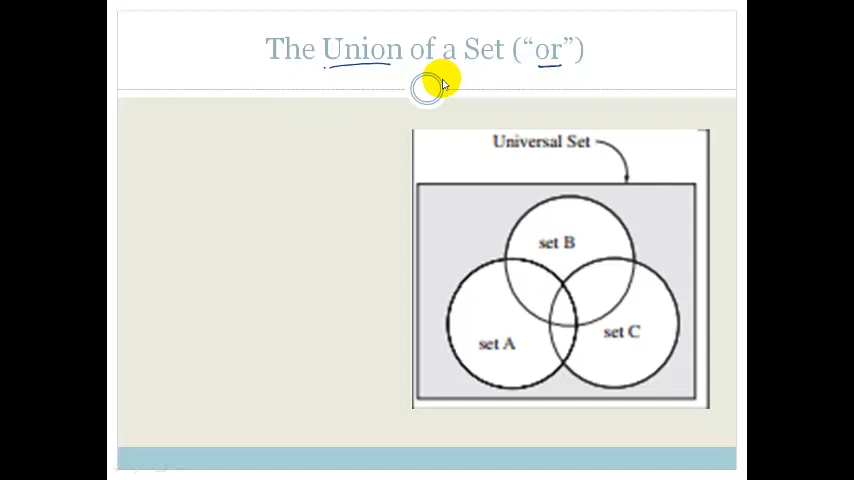 The Union of a Set (“or”)
Universal Set
set B
set A
set C